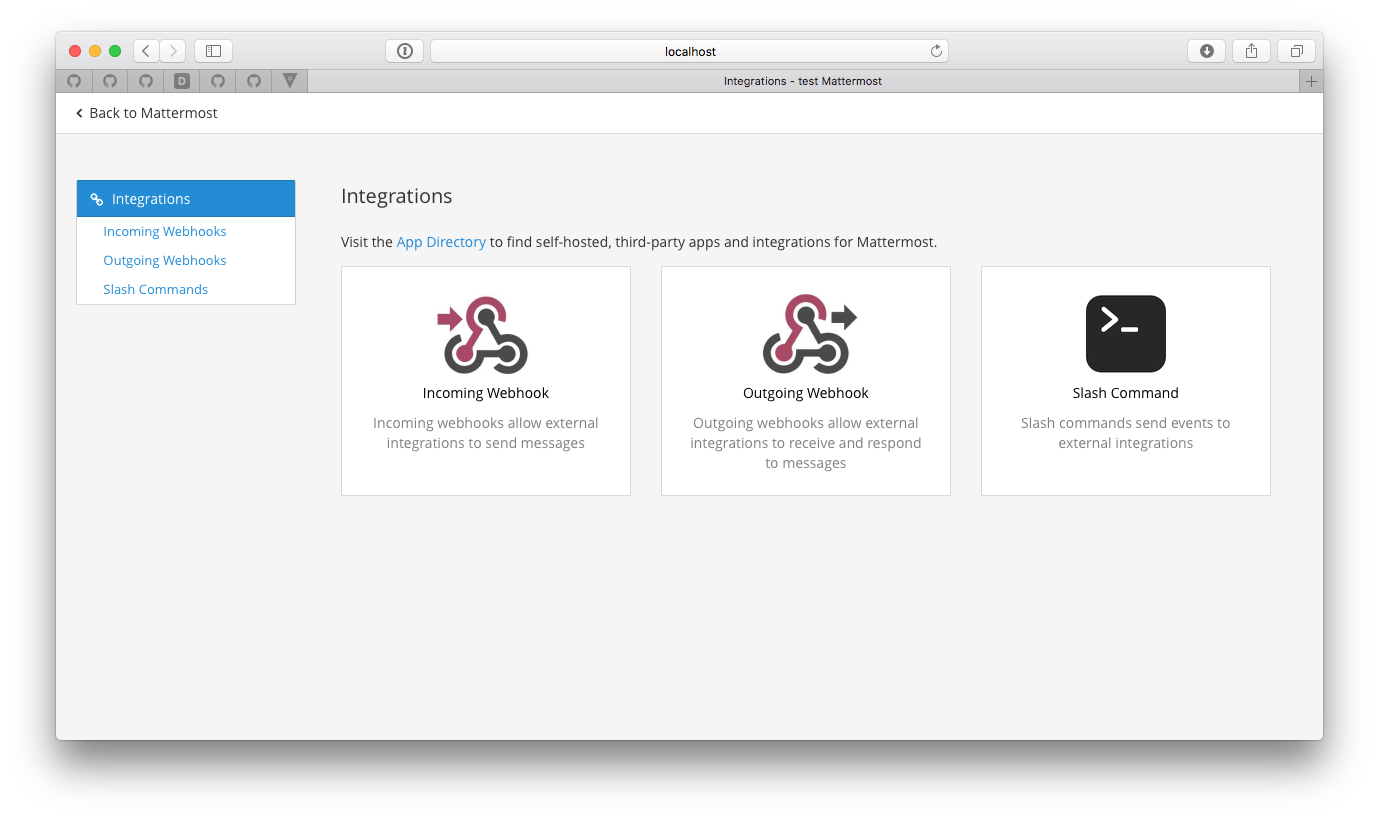 localhost
D
Integrations - test Mattermost
Back to Mattermost
Integrations
Incoming Webhooks
Outgoing Webhooks
Slash Commands
Integrations
Visit the App Directory to find self-hosted, third-party apps and integrations for Mattermost.
Incoming Webhook
Incoming webhooks allow external
integrations to send messages
Outgoing Webhook
Outgoing webhooks allow external
integrations to receive and respond
to messages
Slash Command
Slash commands send events to
external integrations